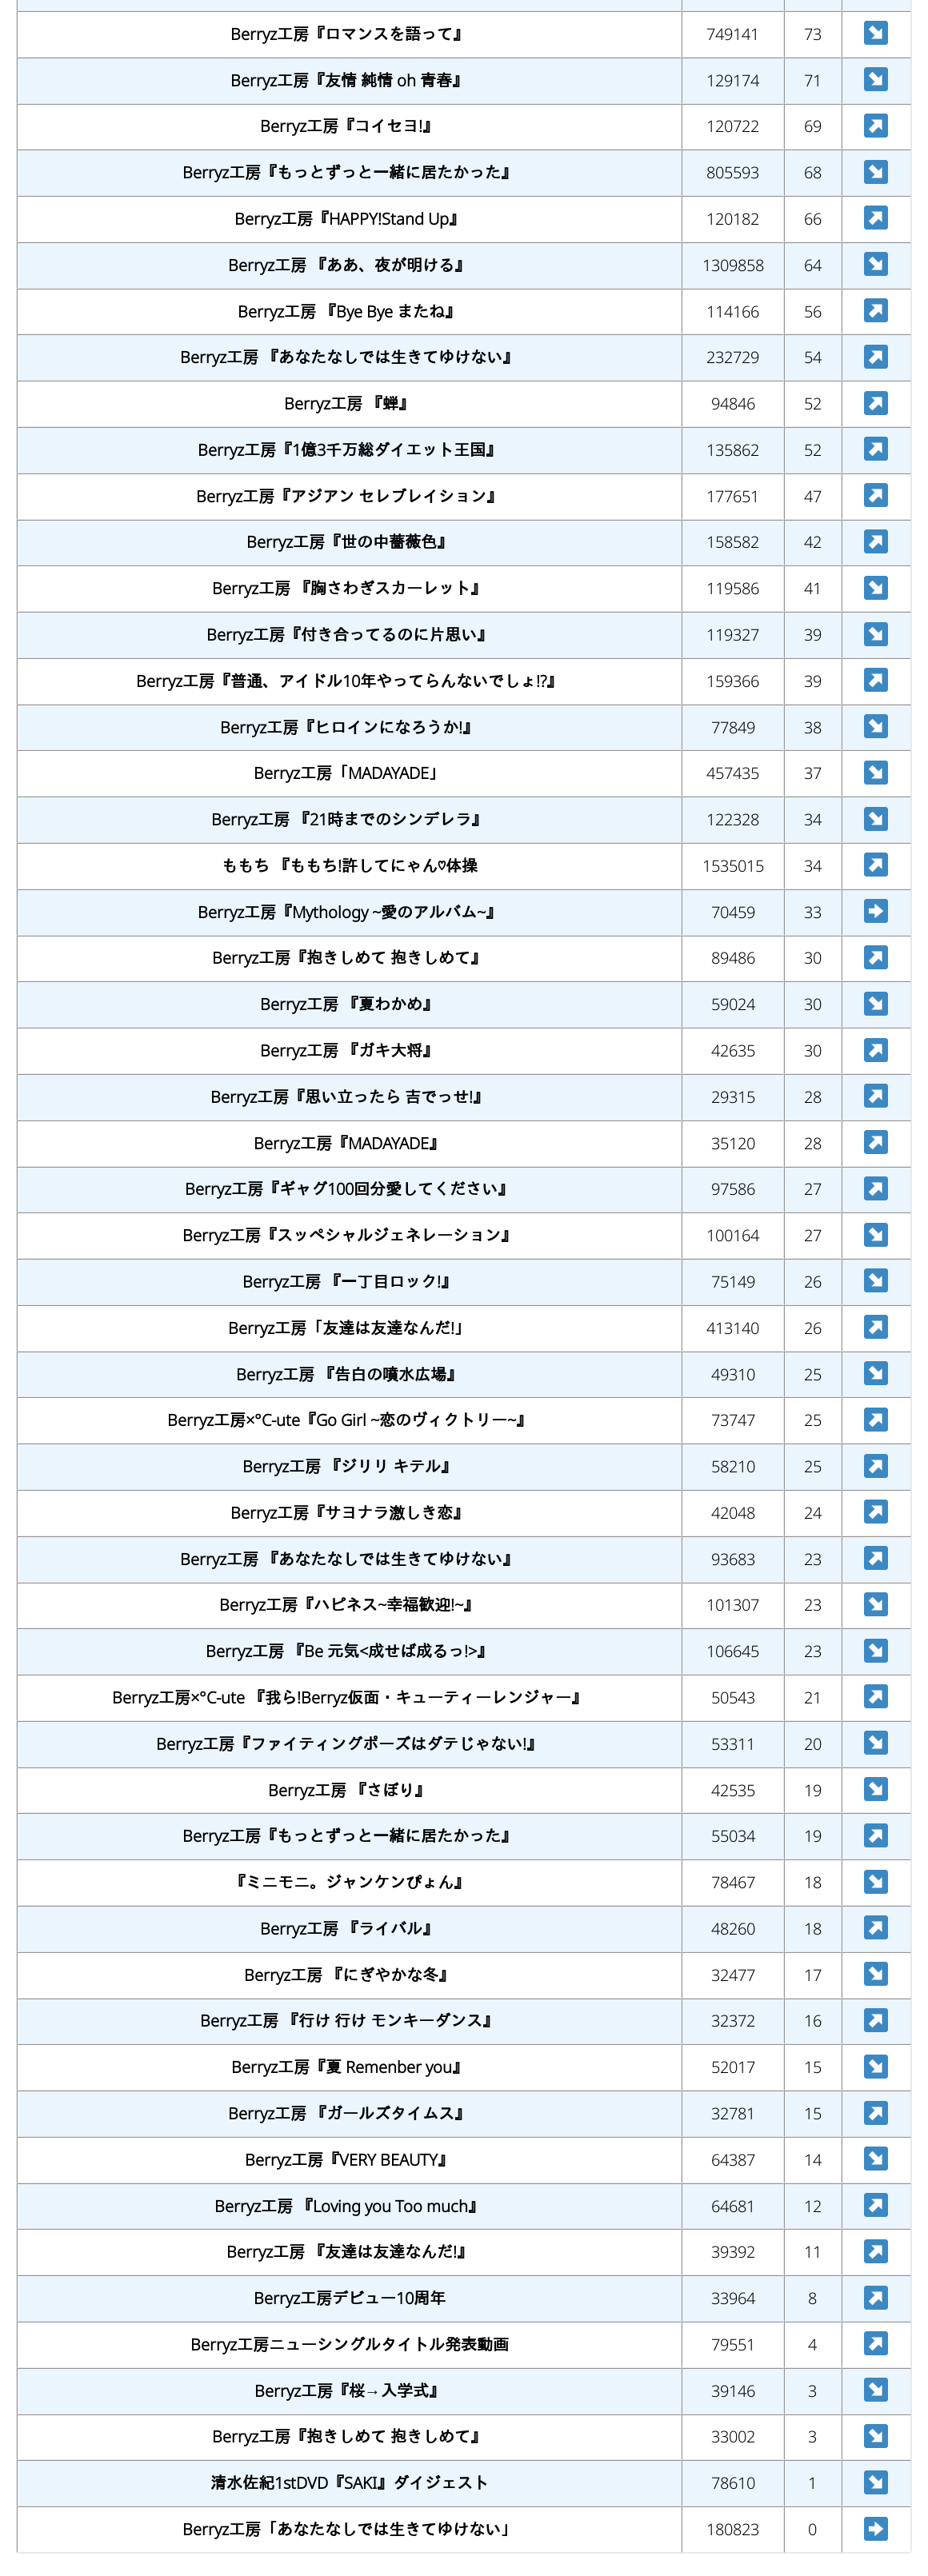 Berryz工房『ロマンスを語って』 749141 73 ↘
Berryz工房『友情 純情 oh 青春』 129174 71 ↘
Berryz工房『コイセヨ!』 120722 69 ↗
Berryz工房『もっとずっと一緒に居たかった』 805593 68 ↘
Berryz工房『HAPPY!Stand Up』 120182 66 ↗
Berryz工房 『ああ、夜が明ける』 1309858 64 ↘
Berryz工房 『Bye Bye またね』 114166 56 ↗
Berryz工房 『あなたなしでは生きてゆけない』 232729 54 ↗
Berryz工房 『蝉』 94846 52 ↗
Berryz工房『1億3千万総ダイエット王国』 135862 52 ↗
Berryz工房『アジアン セレブレイション』 177651 47 ↗
Berryz工房『世の中薔薇色』 158582 42 ↗
Berryz工房 『胸さわぎスカーレット』 119586 41 ↘
Berryz工房『付き合ってるのに片思い』 119327 39 ↘
Berryz工房『普通、アイドル10年やってらんないでしょ!?』 159366 39 ↗
Berryz工房『ヒロインになろうか!』 77849 38 ↘
Berryz工房「MADAYADE」 457435 37 ↘
Berryz工房 『21時までのシンデレラ』 122328 34 ↘
ももち 『ももち!許してにゃん♡体操 1535015 34 ↗
Berryz工房『Mythology ~愛のアルバム~』 70459 33 →
Berryz工房『抱きしめて 抱きしめて』 89486 30 ↗
Berryz工房 『夏わかめ』 59024 30 ↘
Berryz工房 『ガキ大将』 42635 30 ↗
Berryz工房『思い立ったら 吉でっせ!』 29315 28 ↗
Berryz工房『MADAYADE』 35120 28 ↗
Berryz工房『ギャグ100回分愛してください』 97586 27 ↗
Berryz工房『スッペシャルジェネレーション』 100164 27 ↘
Berryz工房 『一丁目ロック!』 75149 26 ↘
Berryz工房「友達は友達なんだ!」 413140 26 ↗
Berryz工房 『告白の噴水広場』 49310 25 ↘
Berryz工房×°C-ute『Go Girl ~恋のヴィクトリー~』 73747 25 ↗
Berryz工房 『ジリリ キテル』 58210 25 ↗
Berryz工房『サヨナラ激しき恋』 42048 24 ↗
Berryz工房 『あなたなしでは生きてゆけない』 93683 23 ↗
Berryz工房『ハピネス~幸福歓迎!~』 101307 23 ↘
Berryz工房 『Be 元気<成せば成るっ!>』 106645 23 ↘
Berryz工房×°C-ute 『我ら!Berryz仮面・キューティーレンジャー』 50543 21 ↗
Berryz工房『ファイティングポーズはダテじゃない!』 53311 20 ↘
Berryz工房 『さぼり』 42535 19 ↘
Berryz工房『もっとずっと一緒に居たかった』 55034 19 ↗
『ミニモニ。ジャンケンぴょん』 78467 18 ↘
Berryz工房 『ライバル』 48260 18 ↗
Berryz工房 『にぎやかな冬』 32477 17 ↘
Berryz工房 『行け 行け モンキーダンス』 32372 16 ↗
Berryz工房『夏 Remenber you』 52017 15 ↘
Berryz工房 『ガールズタイムス』 32781 15 ↗
Berryz工房『VERY BEAUTY』 64387 14 ↘
Berryz工房 『Loving you Too much』 64681 12 ↗
Berryz工房 『友達は友達なんだ!』 39392 11 ↗
Berryz工房デビュー10周年 33964 8 ↗
Berryz工房ニューシングルタイトル発表動画 79551 4 ↗
Berryz工房『桜→入学式』 39146 3 ↘
Berryz工房『抱きしめて 抱きしめて』 33002 3 ↘
清水佐紀1stDVD『SAKI』ダイジェスト 78610 1 ↘
Berryz工房「あなたなしでは生きてゆけない」 180823 0 →